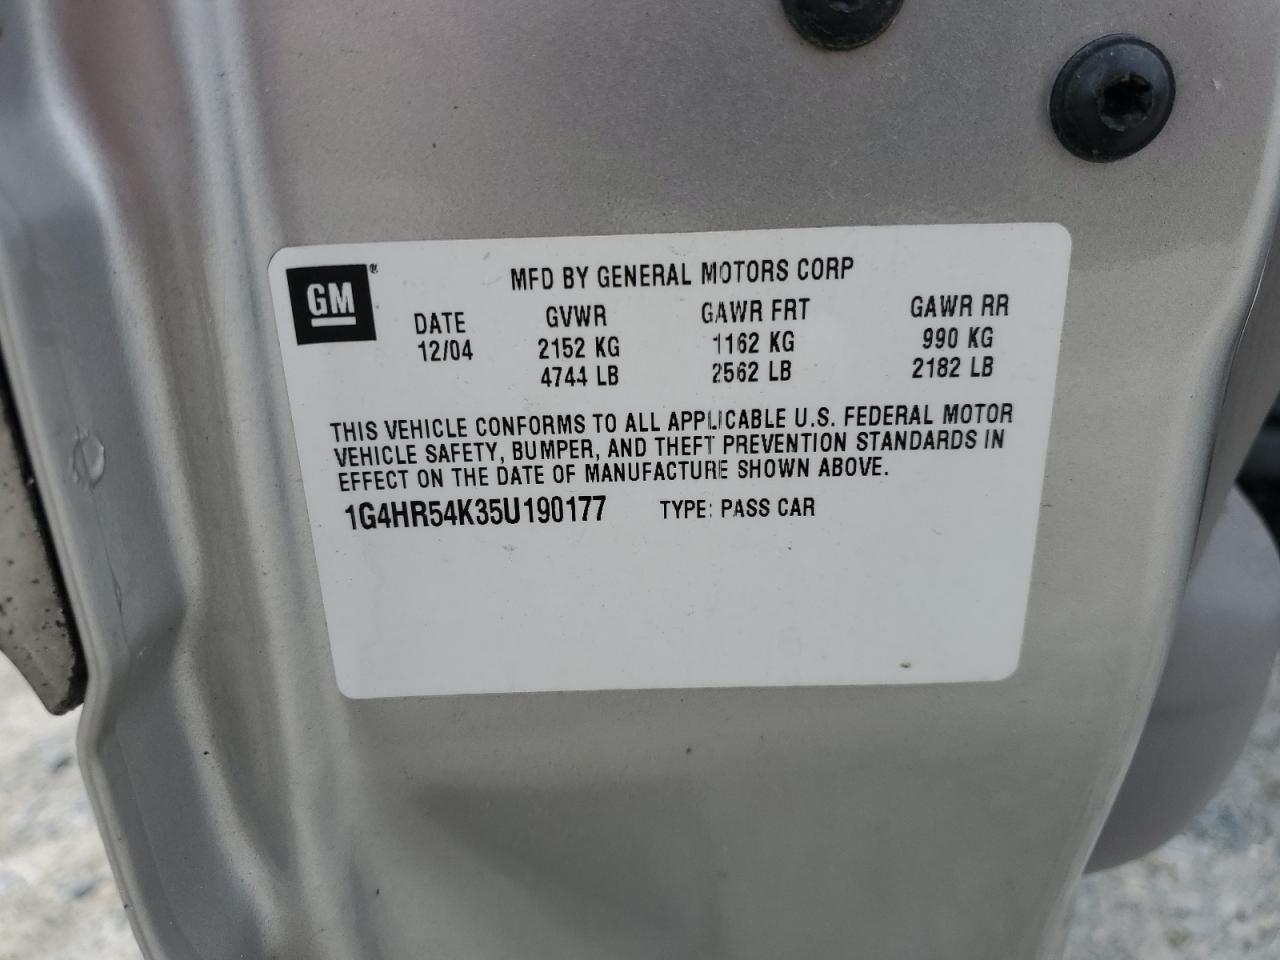 GM®
MFD BY GENERAL MOTORS CORP
DATE GVWR GAWR FRT GAWR RR
12/04 2152 KG 1162 KG 990 KG
4744 LB 2562 LB 2182 LB
THIS VEHICLE CONFORMS TO ALL APPLICABLE U.S. FEDERAL MOTOR
VEHICLE SAFETY, BUMPER, AND THEFT PREVENTION STANDARDS IN
EFFECT ON THE DATE OF MANUFACTURE SHOWN ABOVE.
1G4HR54K35U190177 TYPE: PASS CAR